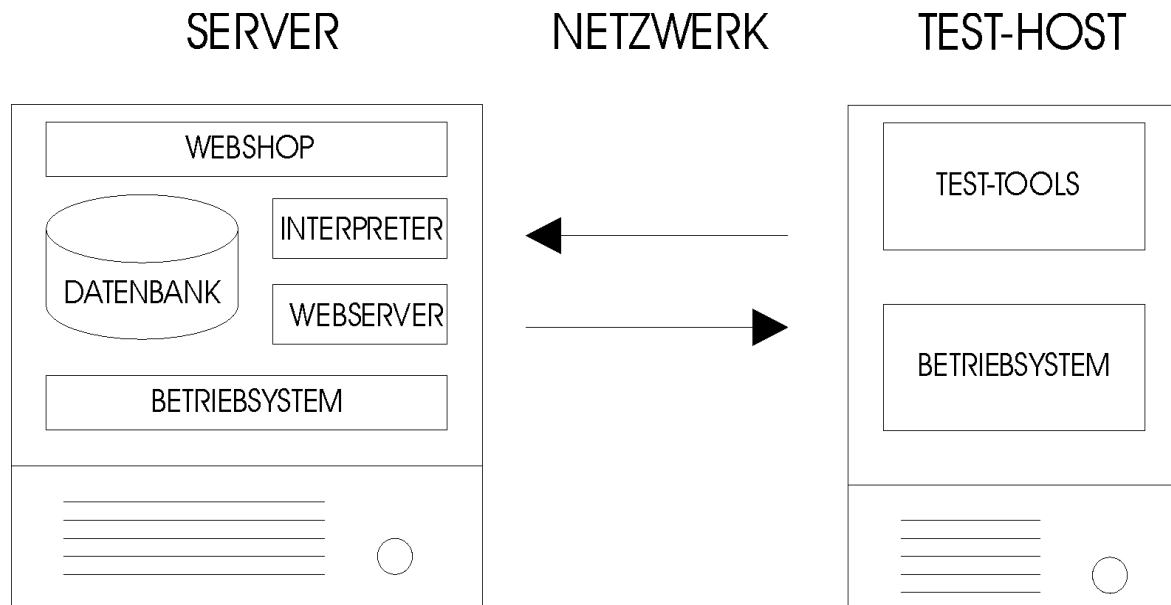 SERVER
NETZWERK
TEST-HOST
WEBSHOP
DATENBANK
INTERPRETER
WEBSERVER
BETRIEBSYSTEM
TEST-TOOLS
BETRIEBSYSTEM